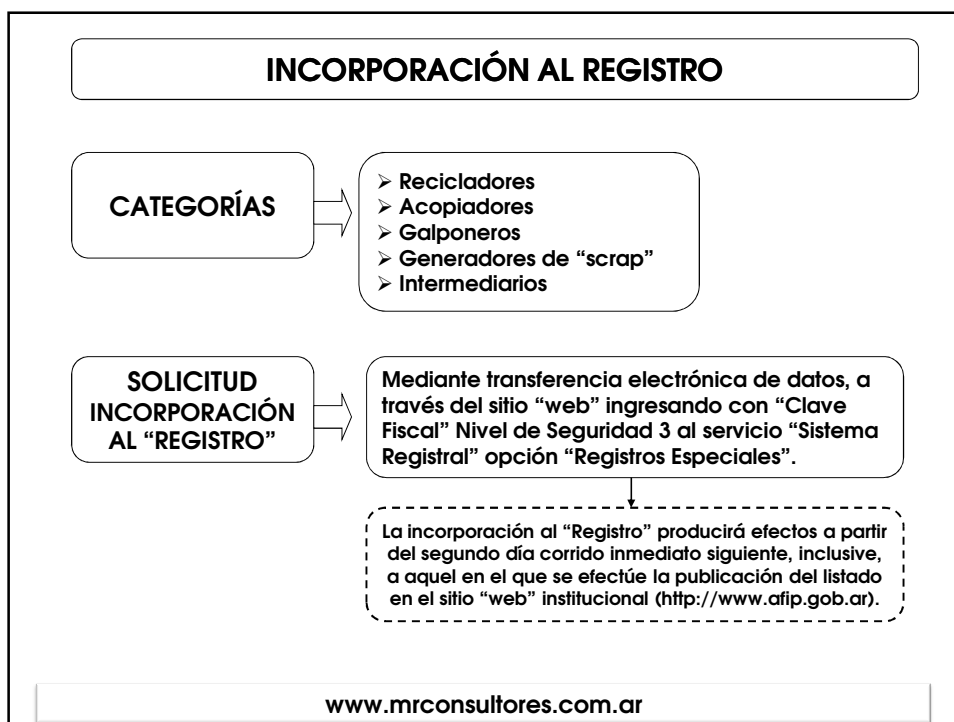 INCORPORACIÓN AL REGISTRO
CATEGORÍAS
➢ Recicladores
➢ Acopiadores
➢ Galponeros
➢ Generadores de “scrap”
➢ Intermediarios
SOLICITUD
INCORPORACIÓN
AL “REGISTRO”
Mediante transferencia electrónica de datos, a
través del sitio “web” ingresando con “Clave
Fiscal” Nivel de Seguridad 3 al servicio “Sistema
Registral” opción “Registros Especiales”.
La incorporación al “Registro” producirá efectos a partir
del segundo día corrido inmediato siguiente, inclusive,
a aquel en el que se efectúe la publicación del listado
en el sitio “web” institucional (http://www.afip.gob.ar).
www.mrconsultores.com.ar